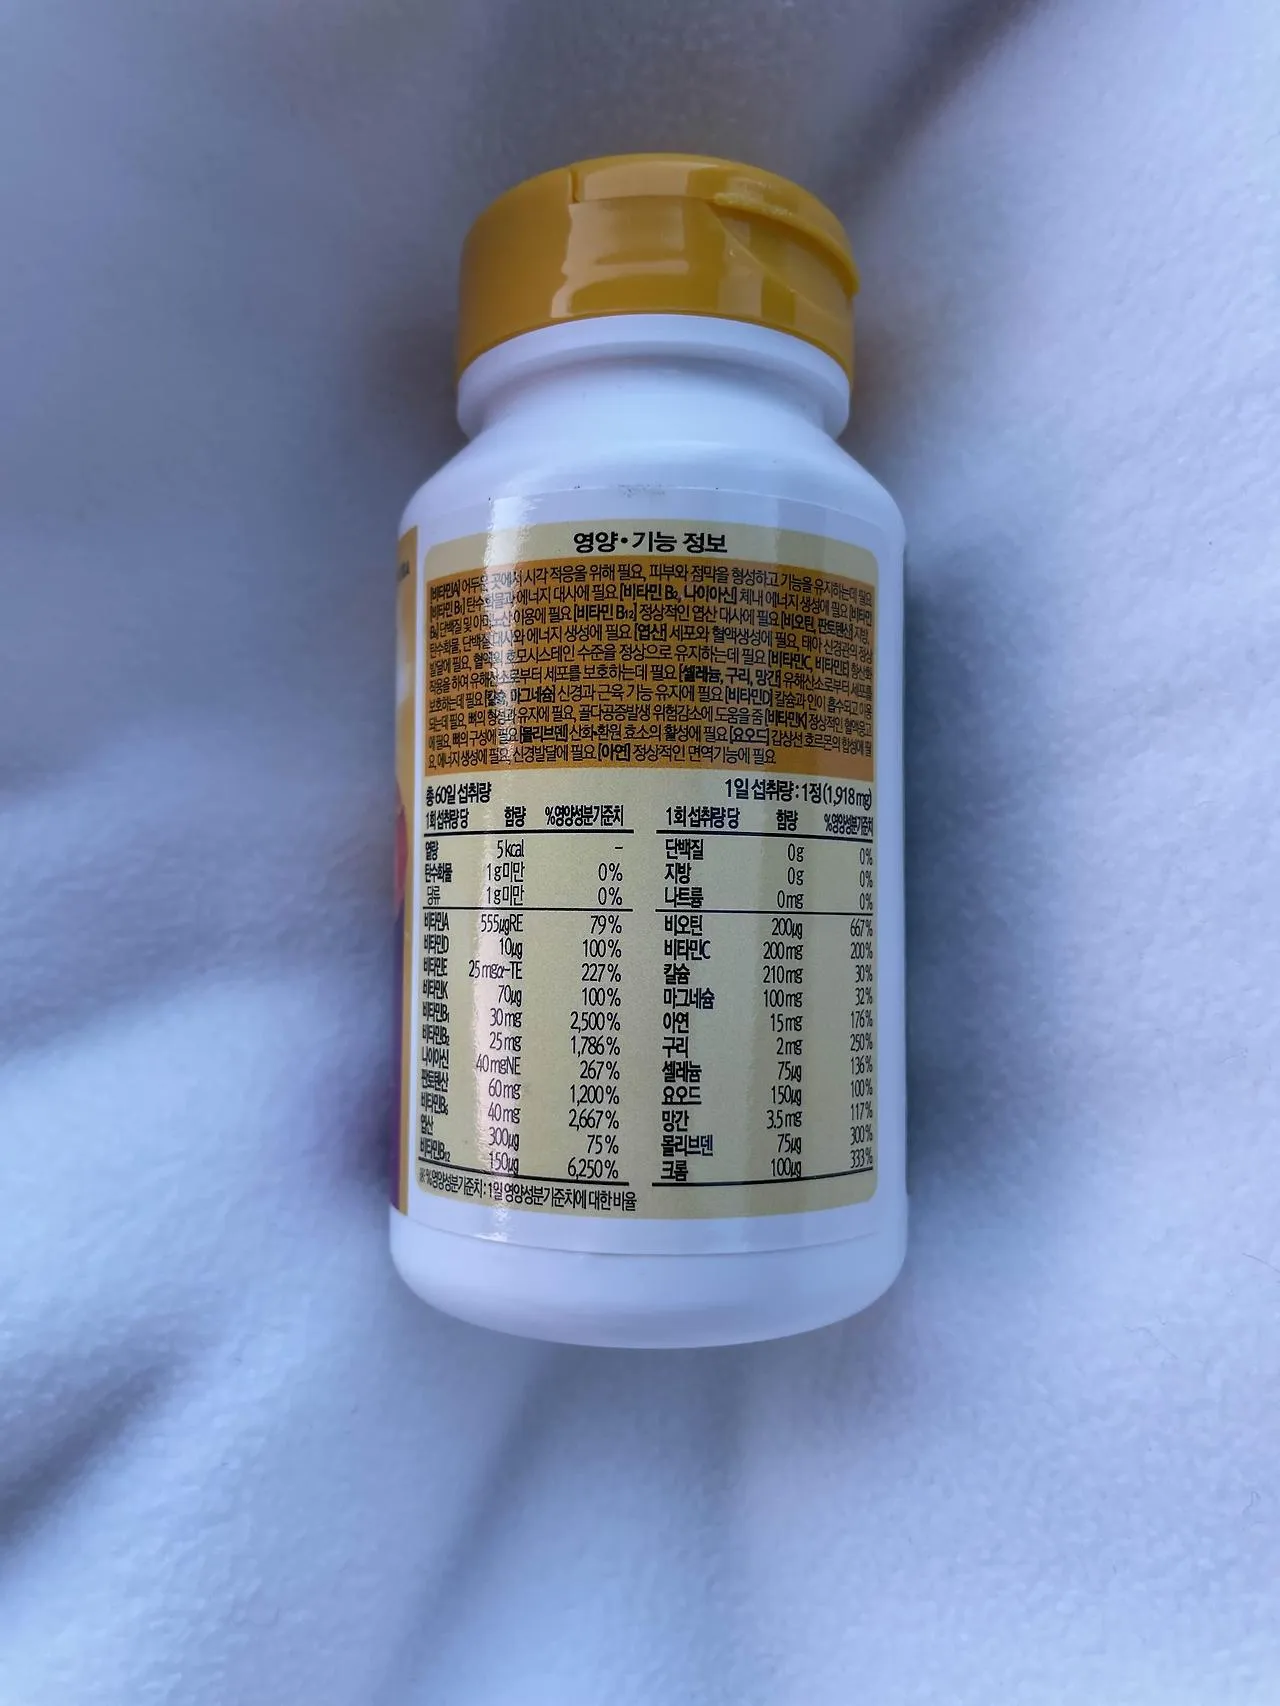 영양•기능 정보
[비타민A] 어두운 곳에서 시각 적응을 위해 필요, 피부와 점막을 형성하고 기능을 유지하는데 필요
[비타민 B₁] 탄수화물과 에너지 대사에 필요 [비타민 B₂, 나이아신] 체내 에너지 생성에 필요 [비타민
B₆] 단백질 및 아미노산 이용에 필요 [비타민 B₁₂] 정상적인 엽산 대사에 필요 [비오틴, 판토텐산] 지방,
탄수화물, 단백질 대사와 에너지 생성에 필요 [엽산] 세포와 혈액생성에 필요, 태아 신경관의 정상
발달에 필요, 혈액의 호모시스테인 수준을 정상으로 유지하는데 필요 [비타민C, 비타민E] 항산화
작용을 하여 유해산소로부터 세포를 보호하는데 필요 [셀레늄, 구리, 망간] 유해산소로부터 세포를
보호하는데 필요 [칼슘, 마그네슘] 신경과 근육 기능 유지에 필요 [비타민D] 칼슘과 인이 흡수되고 이용
되는데 필요, 뼈의 형성과 유지에 필요, 골다공증발생 위험감소에 도움을 줌 [비타민K] 정상적인 혈액응고
에 필요, 뼈의 구성에 필요 [몰리브덴] 산화•환원 효소의 활성에 필요 [요오드] 갑상선 호르몬의 합성에 필
요, 에너지 생성에 필요, 신경발달에 필요 [아연] 정상적인 면역기능에 필요
총 60일 섭취량 1일 섭취량 : 1정 (1,918 mg)
1회 섭취량 당 함량 %영양성분기준치 1회 섭취량 당 함량 %영양성분기준치
열량 5 kcal – 단백질 0 g 0%
탄수화물 1 g 미만 0% 지방 0 g 0%
당류 1 g 미만 0% 나트륨 0 mg 0%
비타민A 555μgRE 79% 비오틴 200μg 667%
비타민D 10μg 100% 비타민C 200 mg 200%
비타민E 25 mgα-TE 227% 칼슘 210 mg 30%
비타민K 70μg 100% 마그네슘 100 mg 32%
비타민B₁ 30 mg 2,500% 아연 15 mg 176%
비타민B₂ 25 mg 1,786% 구리 2 mg 250%
나이아신 40 mgNE 267% 셀레늄 75μg 136%
판토텐산 60 mg 1,200% 요오드 150μg 100%
비타민B₆ 40 mg 2,667% 망간 3.5 mg 117%
엽산 300μg 75% 몰리브덴 75μg 300%
비타민B₁₂ 150μg 6,250% 크롬 100μg 333%
※ %영양성분기준치 : 1일 영양성분기준치에 대한 비율